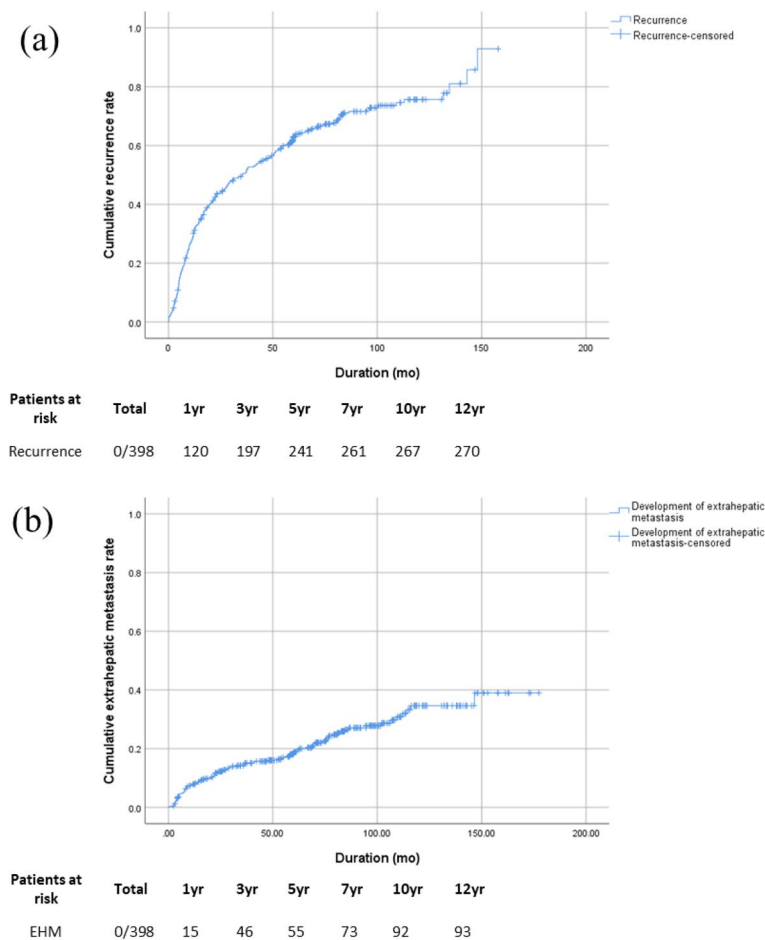 (a)
Recurrence
Recurrence-censored
Cumulative recurrence rate
1.0
0.8
0.6
0.4
0.2
0.0
0 50 100 150 200
Duration (mo)
Patients at risk Total 1yr 3yr 5yr 7yr 10yr 12yr
Recurrence 0/398 120 197 241 261 267 270
(b)
Development of extrahepatic
metastasis
Development of extrahepatic
metastasis-censored
Cumulative extrahepatic metastasis rate
1.0
0.8
0.6
0.4
0.2
0.0
.00 50.00 100.00 150.00 200.00
Duration (mo)
Patients at risk Total 1yr 3yr 5yr 7yr 10yr 12yr
EHM 0/398 15 46 55 73 92 93